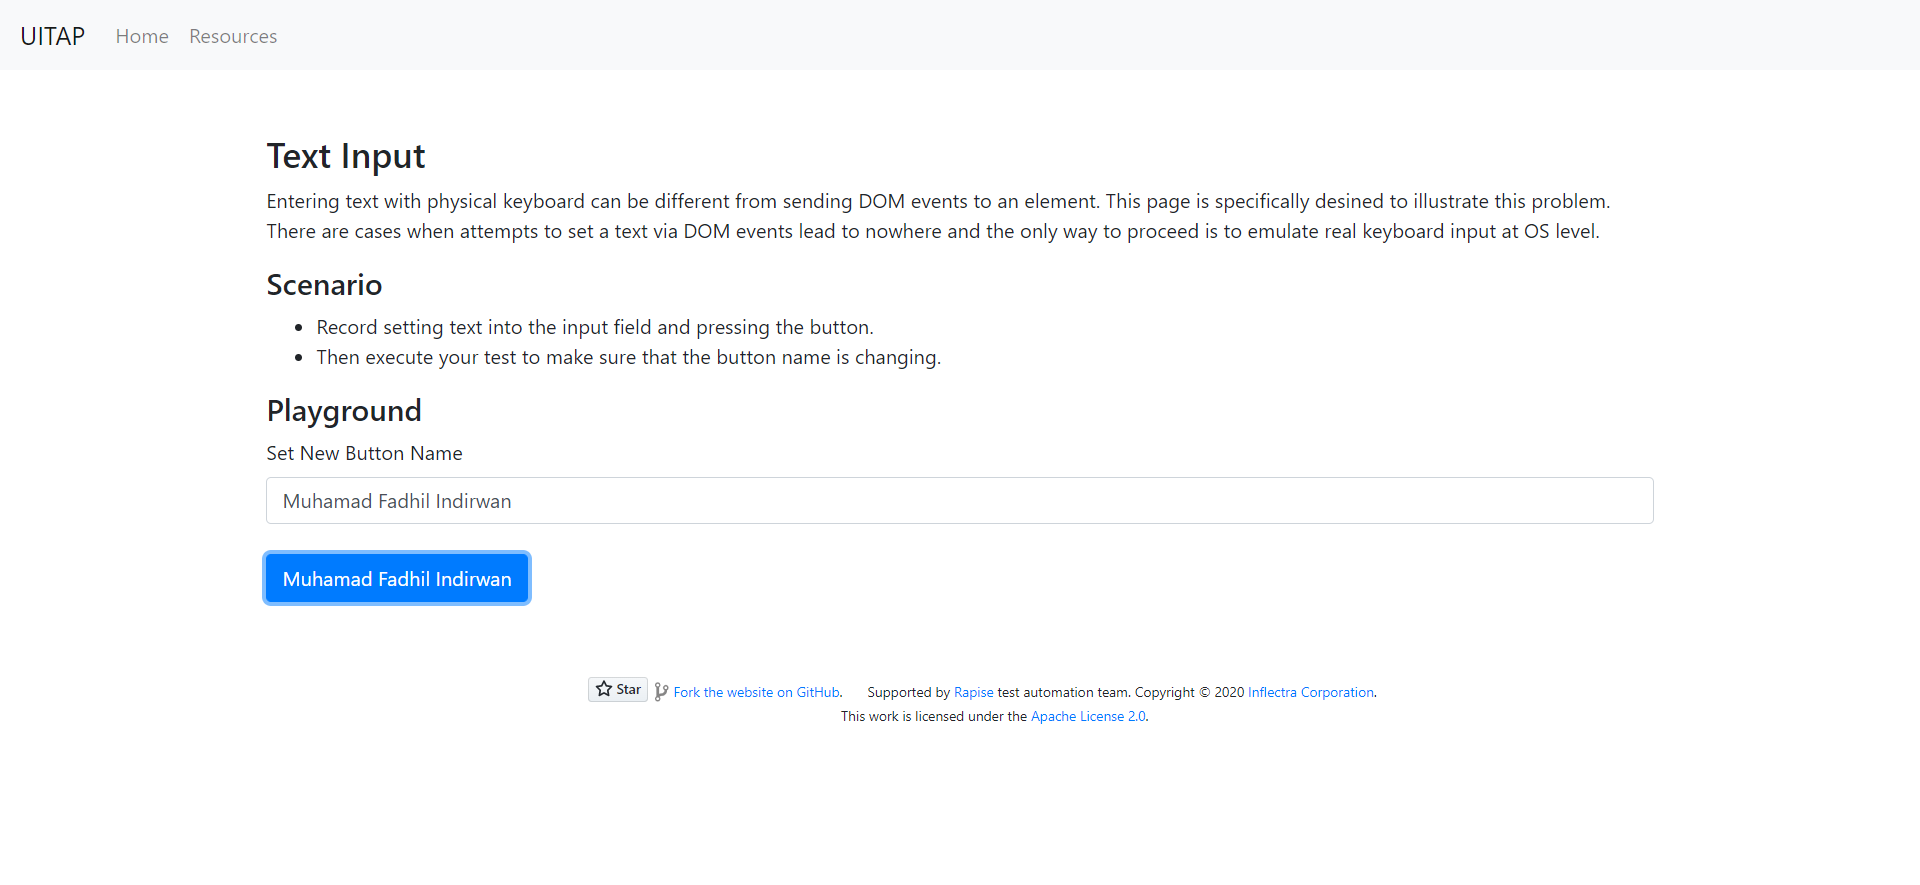 UITAP Home Resources
Text Input
Entering text with physical keyboard can be different from sending DOM events to an element. This page is specifically desined to illustrate this problem.
There are cases when attempts to set a text via DOM events lead to nowhere and the only way to proceed is to emulate real keyboard input at OS level.
Scenario
Record setting text into the input field and pressing the button.
Then execute your test to make sure that the button name is changing.
Playground
Set New Button Name
Muhamad Fadhil Indirwan
Muhamad Fadhil Indirwan
Star Fork the website on GitHub. Supported by Rapise test automation team. Copyright © 2020 Inflectra Corporation.
This work is licensed under the Apache License 2.0.